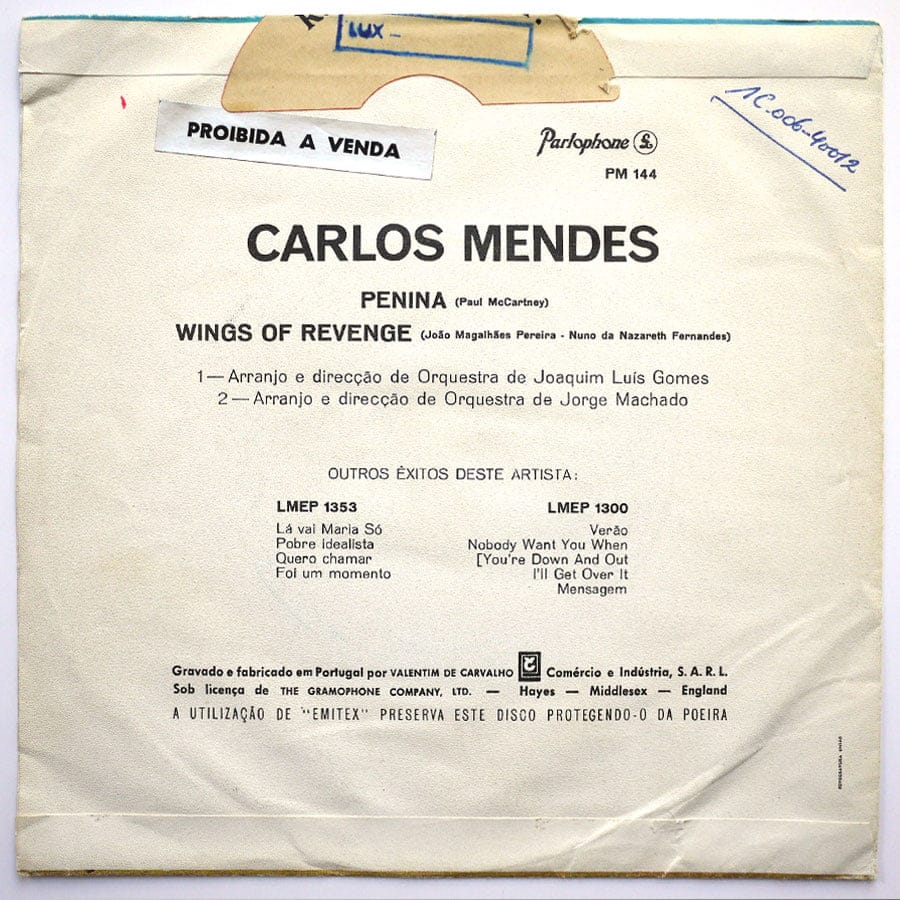 LUX -
PROIBIDA A VENDA
1C.006-40012
Parlophone
PM 144
CARLOS MENDES
PENINA (Paul McCartney)
WINGS OF REVENGE (João Magalhães Pereira - Nuno da Nazareth Fernandes)
1 — Arranjo e direcção de Orquestra de Joaquim Luís Gomes
2 — Arranjo e direcção de Orquestra de Jorge Machado
OUTROS ÊXITOS DESTE ARTISTA:
LMEP 1353
Lá vai Maria Só
Pobre idealista
Quero chamar
Foi um momento
LMEP 1300
Verão
Nobody Want You When
[You're Down And Out
I'll Get Over It
Mensagem
Gravado e fabricado em Portugal por VALENTIM DE CARVALHO Comércio e Indústria, S. A. R. L.
Sob licença de THE GRAMOPHONE COMPANY, LTD. — Hayes — Middlesex — England
A UTILIZAÇÃO DE "EMITEX" PRESERVA ESTE DISCO PROTEGENDO-O DA POEIRA